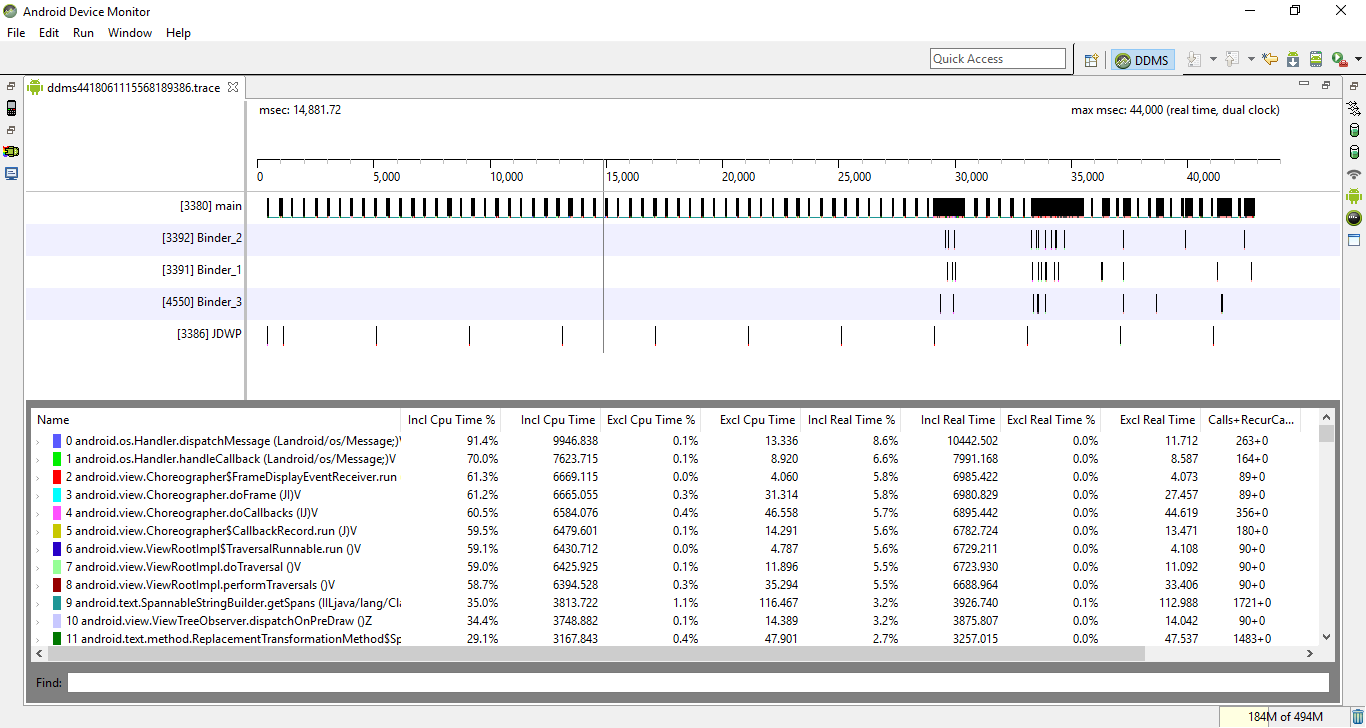 Android Device Monitor
File Edit Run Window Help
Quick Access
DDMS
ddms4418061115568189386.trace
msec: 14,881.72 max msec: 44,000 (real time, dual clock)
0 5,000 10,000 15,000 20,000 25,000 30,000 35,000 40,000
[3380] main
[3392] Binder_2
[3391] Binder_1
[4550] Binder_3
[3386] JDWP
Name Incl Cpu Time % Incl Cpu Time Excl Cpu Time % Excl Cpu Time Incl Real Time % Incl Real Time Excl Real Time % Excl Real Time Calls+RecurCa...
0 android.os.Handler.dispatchMessage (Landroid/os/Message;)V 91.4% 9946.838 0.1% 13.336 8.6% 10442.502 0.0% 11.712 263+0
1 android.os.Handler.handleCallback (Landroid/os/Message;)V 70.0% 7623.715 0.1% 8.920 6.6% 7991.168 0.0% 8.587 164+0
2 android.view.Choreographer$FrameDisplayEventReceiver.run 61.3% 6669.115 0.0% 4.060 5.8% 6985.422 0.0% 4.073 89+0
3 android.view.Choreographer.doFrame (JI)V 61.2% 6665.055 0.3% 31.314 5.8% 6980.829 0.0% 27.457 89+0
4 android.view.Choreographer.doCallbacks (IJ)V 60.5% 6584.076 0.4% 46.558 5.7% 6895.442 0.0% 44.619 356+0
5 android.view.Choreographer$CallbackRecord.run (J)V 59.5% 6479.601 0.1% 14.291 5.6% 6782.724 0.0% 13.471 180+0
6 android.view.ViewRootImpl$TraversalRunnable.run ()V 59.1% 6430.712 0.0% 4.787 5.6% 6729.211 0.0% 4.108 90+0
7 android.view.ViewRootImpl.doTraversal ()V 59.0% 6425.925 0.1% 11.896 5.5% 6723.930 0.0% 11.092 90+0
8 android.view.ViewRootImpl.performTraversals ()V 58.7% 6394.528 0.3% 35.294 5.5% 6688.964 0.0% 33.406 90+0
9 android.text.SpannableStringBuilder.getSpans (IILjava/lang/Cla 35.0% 3813.722 1.1% 116.467 3.2% 3926.740 0.1% 112.988 1721+0
10 android.view.ViewTreeObserver.dispatchOnPreDraw ()Z 34.4% 3748.882 0.1% 14.389 3.2% 3875.807 0.0% 14.042 90+0
11 android.text.method.ReplacementTransformationMethod$Sp 29.1% 3167.843 0.4% 47.901 2.7% 3257.015 0.0% 47.537 1483+0
Find:
184M of 494M